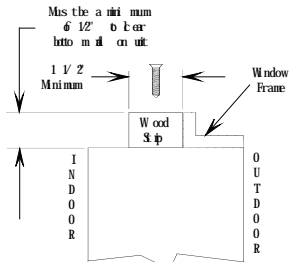 Must be a minimum
of 1/2" to lcear
bottom rail on unit
1 1/2"
Minimum
Window
Frame
Wood
Strip
INDOOR
OUTDOOR